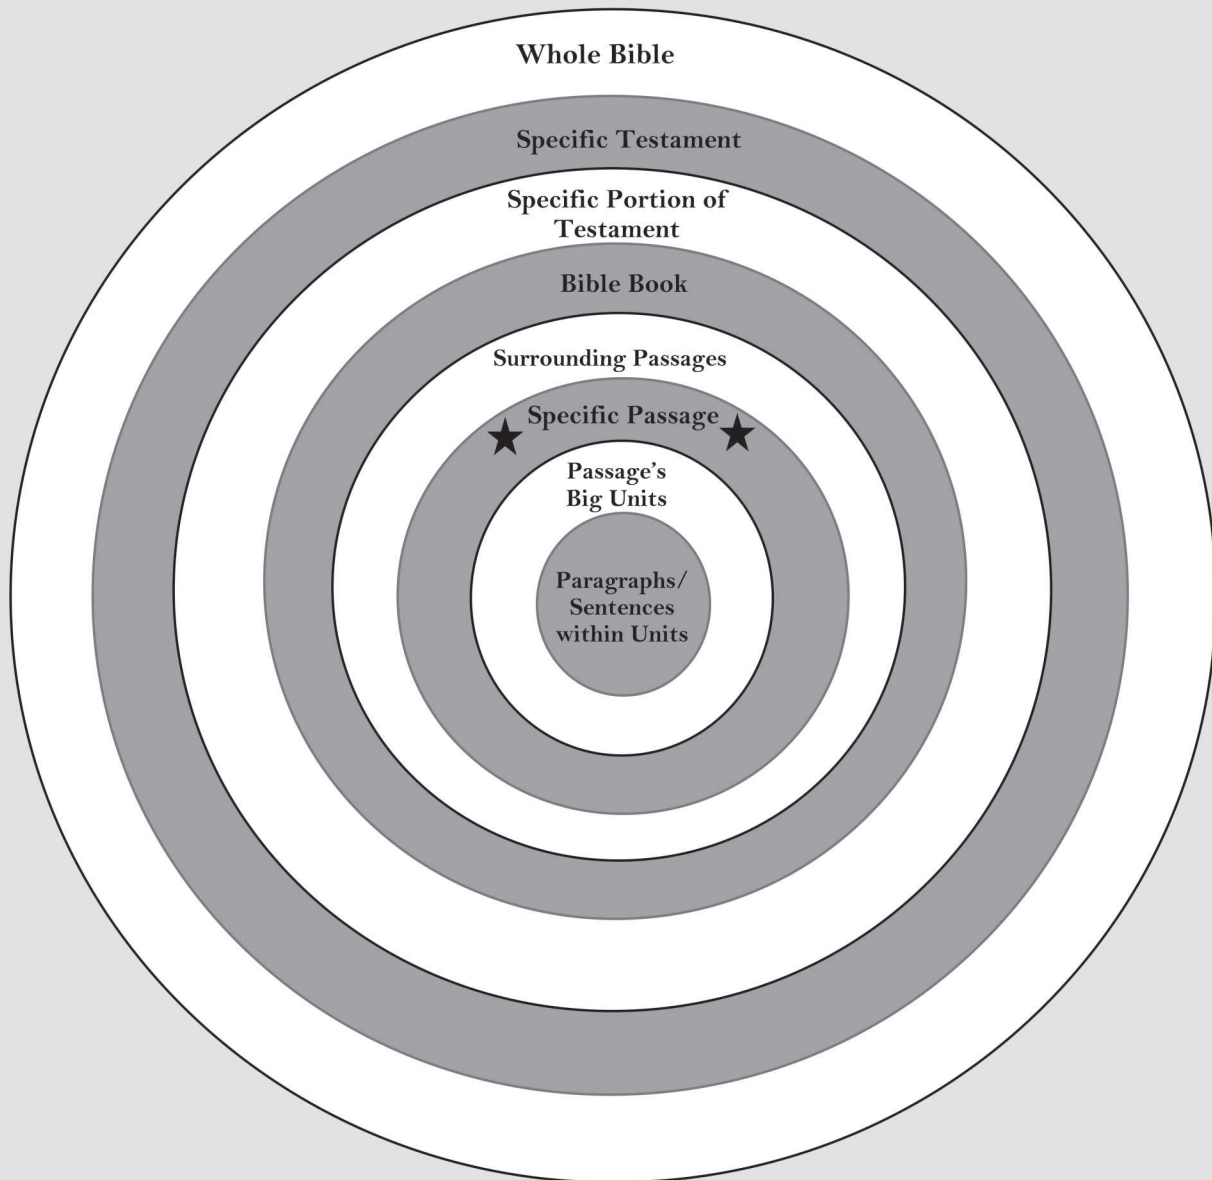 Whole Bible
Specific Testament
Specific Portion of
Testament
Bible Book
Surrounding Passages
Specific Passage
Passage’s
Big Units
Paragraphs/
Sentences
within Units